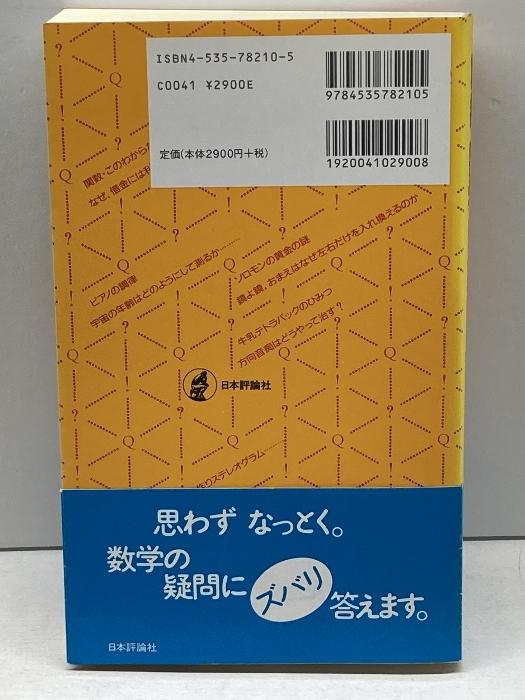 ISBN4-535-78210-5
C0041 ¥2900E
定価(本体2900円+税)
9784535782105
1920041029008
関数・このわから
なぜ、借金には利
ピアノの調律
宇宙の年齢はどのようにして測るか……
ソロモンの黄金の謎
鏡よ鏡、おまえはなぜ左右だけを入れ換えるのか
牛乳テトラパックのひみつ
方向音痴はどうやって治す?
日本評論社
作りステレオグラム……
思わず なっとく。
数学の
疑問に ズバリ 答えます。
日本評論社